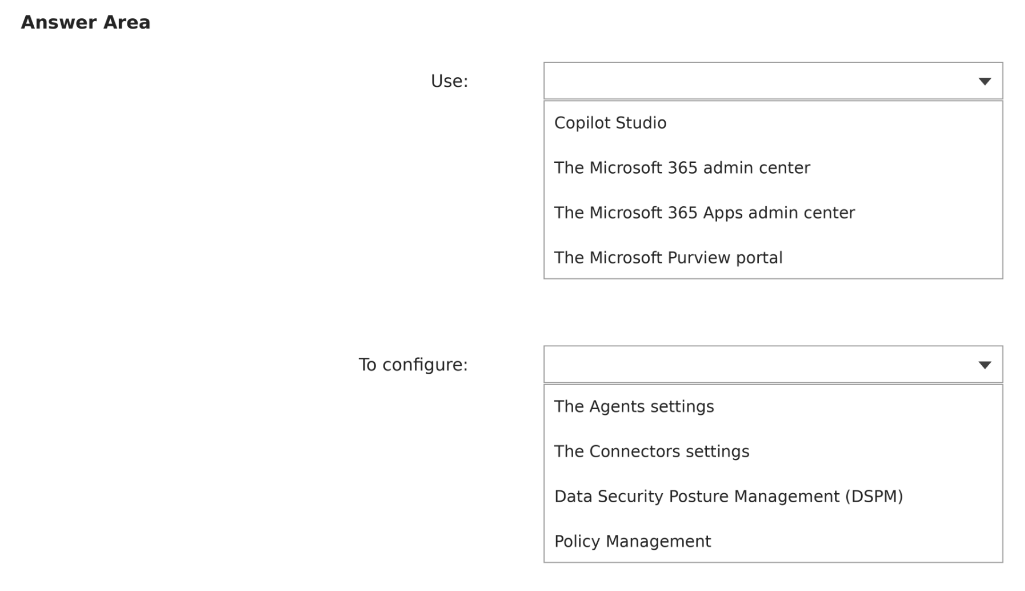 Answer Area
Use:
Copilot Studio
The Microsoft 365 admin center
The Microsoft 365 Apps admin center
The Microsoft Purview portal
To configure:
The Agents settings
The Connectors settings
Data Security Posture Management (DSPM)
Policy Management